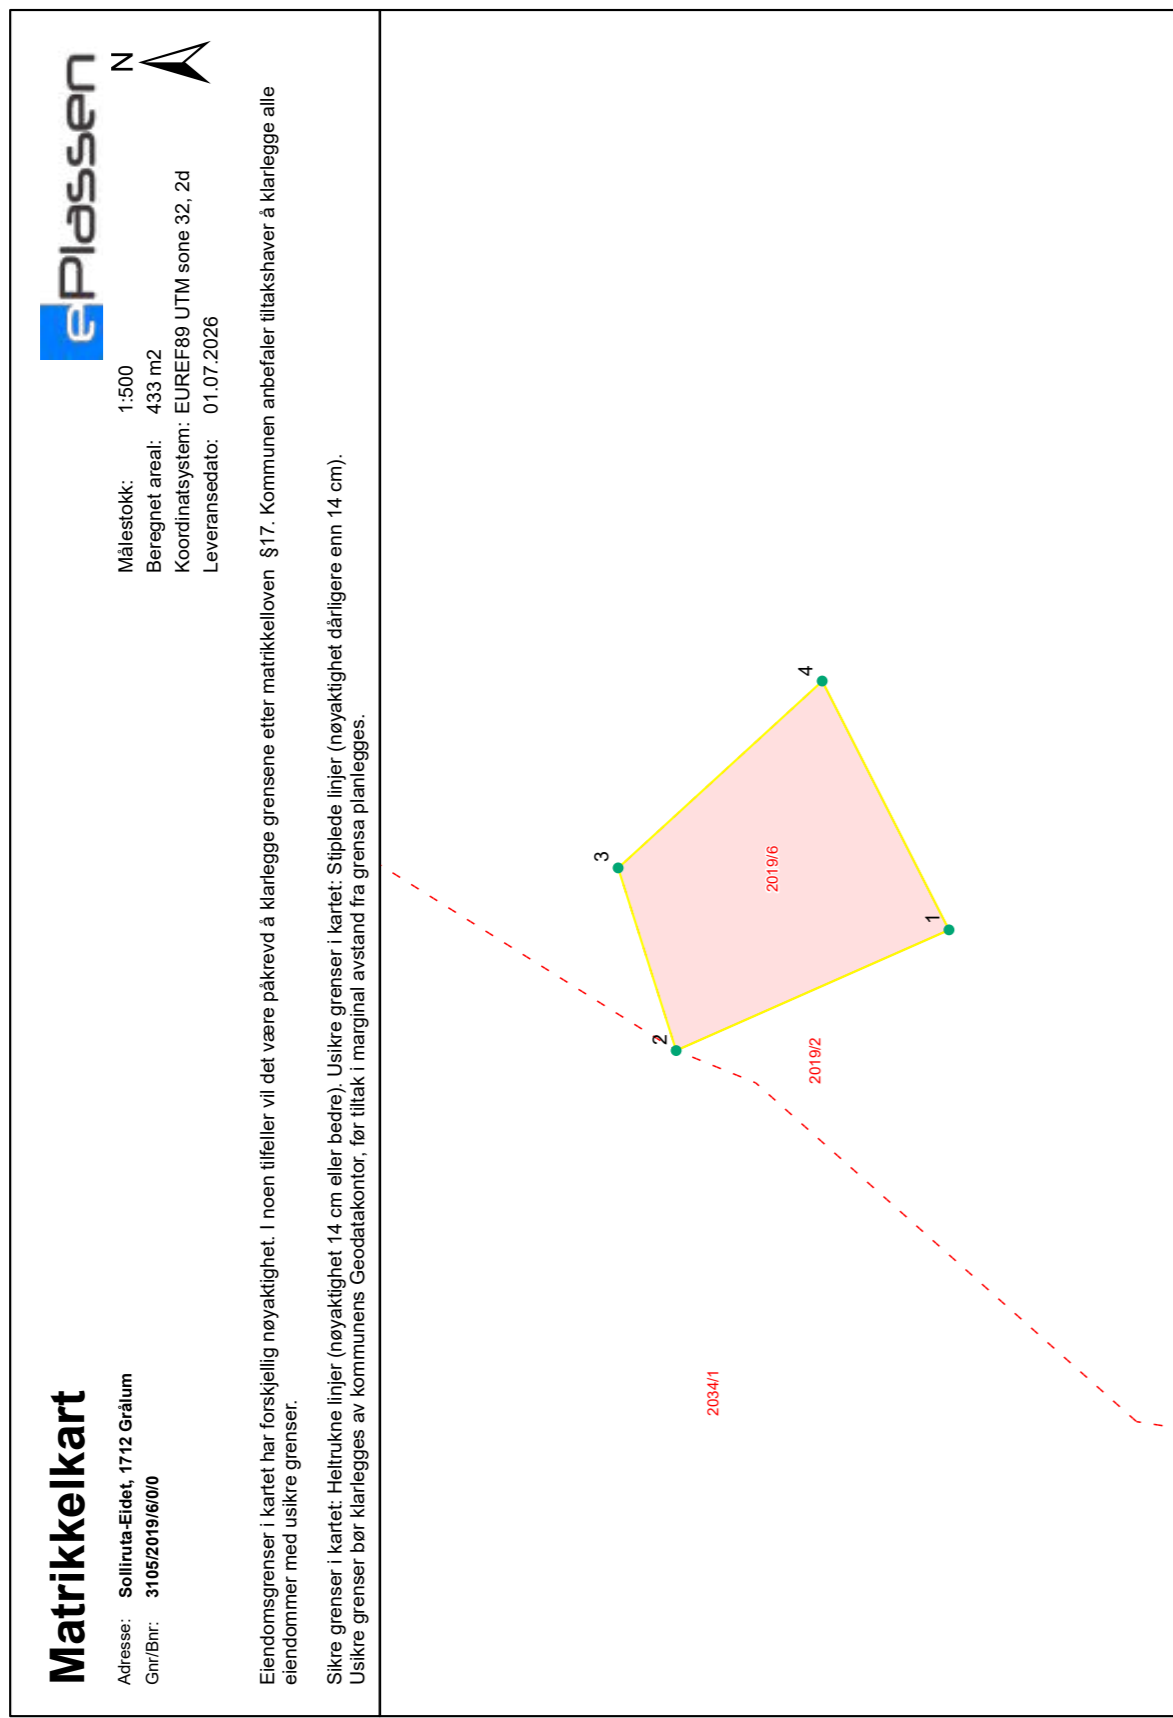 Matrikkelkart
ePlassen
N
Adresse: Solliruta-Eidet, 1712 Grålum
Gnr/Bnr: 3105/2019/6/0/0
Målestokk: 1:500
Beregnet areal: 433 m2
Koordinatsystem: EUREF89 UTM sone 32, 2d
Leveransedato: 01.07.2026
Eiendomsgrenser i kartet har forskjellig nøyaktighet. I noen tilfeller vil det være påkrevd å klarlegge grensene etter matrikkelloven §17. Kommunen anbefaler tiltakshaver å klarlegge alle
eiendommer med usikre grenser.
Sikre grenser i kartet: Heltrukne linjer (nøyaktighet 14 cm eller bedre). Usikre grenser i kartet: Stiplede linjer (nøyaktighet dårligere enn 14 cm).
Usikre grenser bør klarlegges av kommunens Geodatakontor, før tiltak i marginal avstand fra grensa planlegges.
3
2
4
2019/6
1
2019/2
2034/1